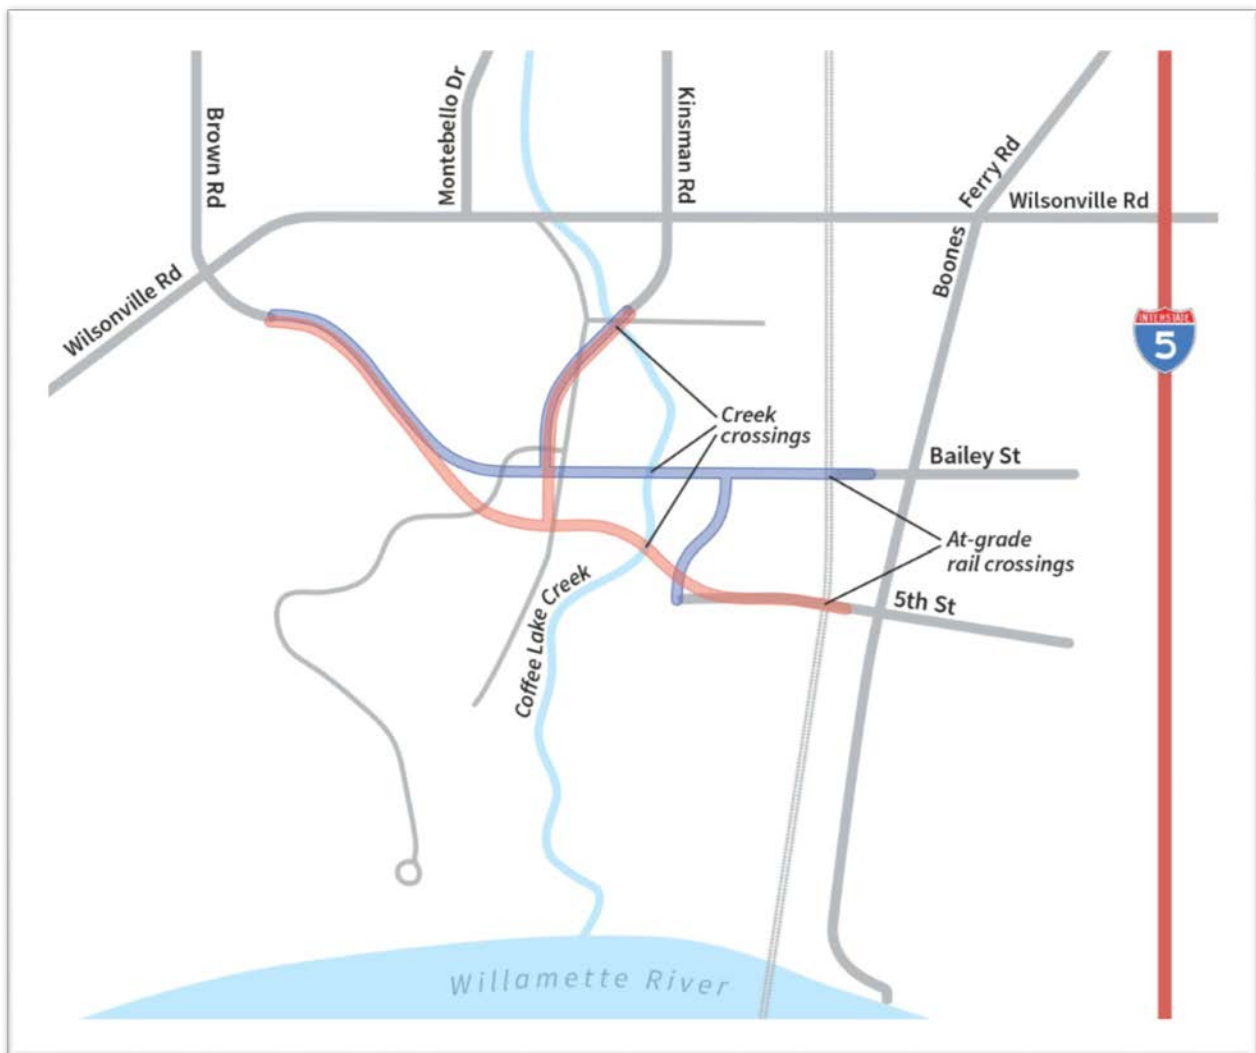 Brown Rd
Montebello Dr
Kinsman Rd
Boones
Ferry Rd
Wilsonville Rd
Wilsonville Rd
INTERSTATE
5
Creek
crossings
Bailey St
At-grade
rail crossings
5th St
Coffee Lake Creek
Willamette River